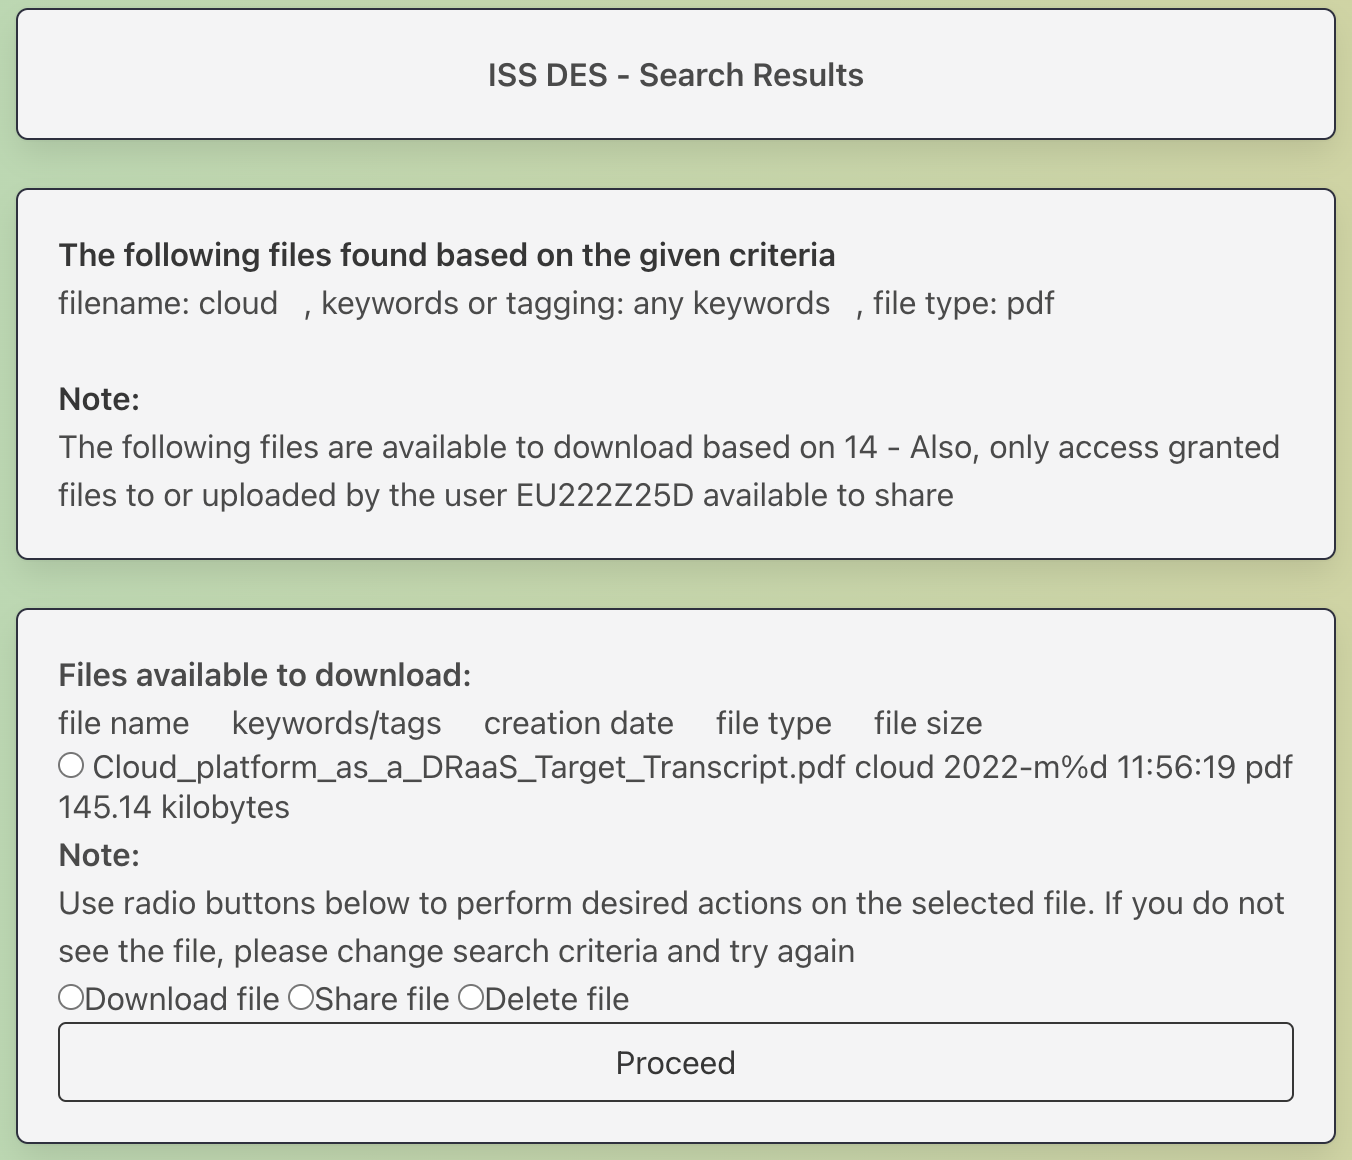 ISS DES - Search Results
The following files found based on the given criteria
filename: cloud , keywords or tagging: any keywords , file type: pdf
Note:
The following files are available to download based on 14 - Also, only access granted
files to or uploaded by the user EU222Z25D available to share
Files available to download:
file name keywords/tags creation date file type file size
Cloud_platform_as_a_DRaaS_Target_Transcript.pdf cloud 2022-m%d 11:56:19 pdf
145.14 kilobytes
Note:
Use radio buttons below to perform desired actions on the selected file. If you do not
see the file, please change search criteria and try again
Download file Share file Delete file
Proceed